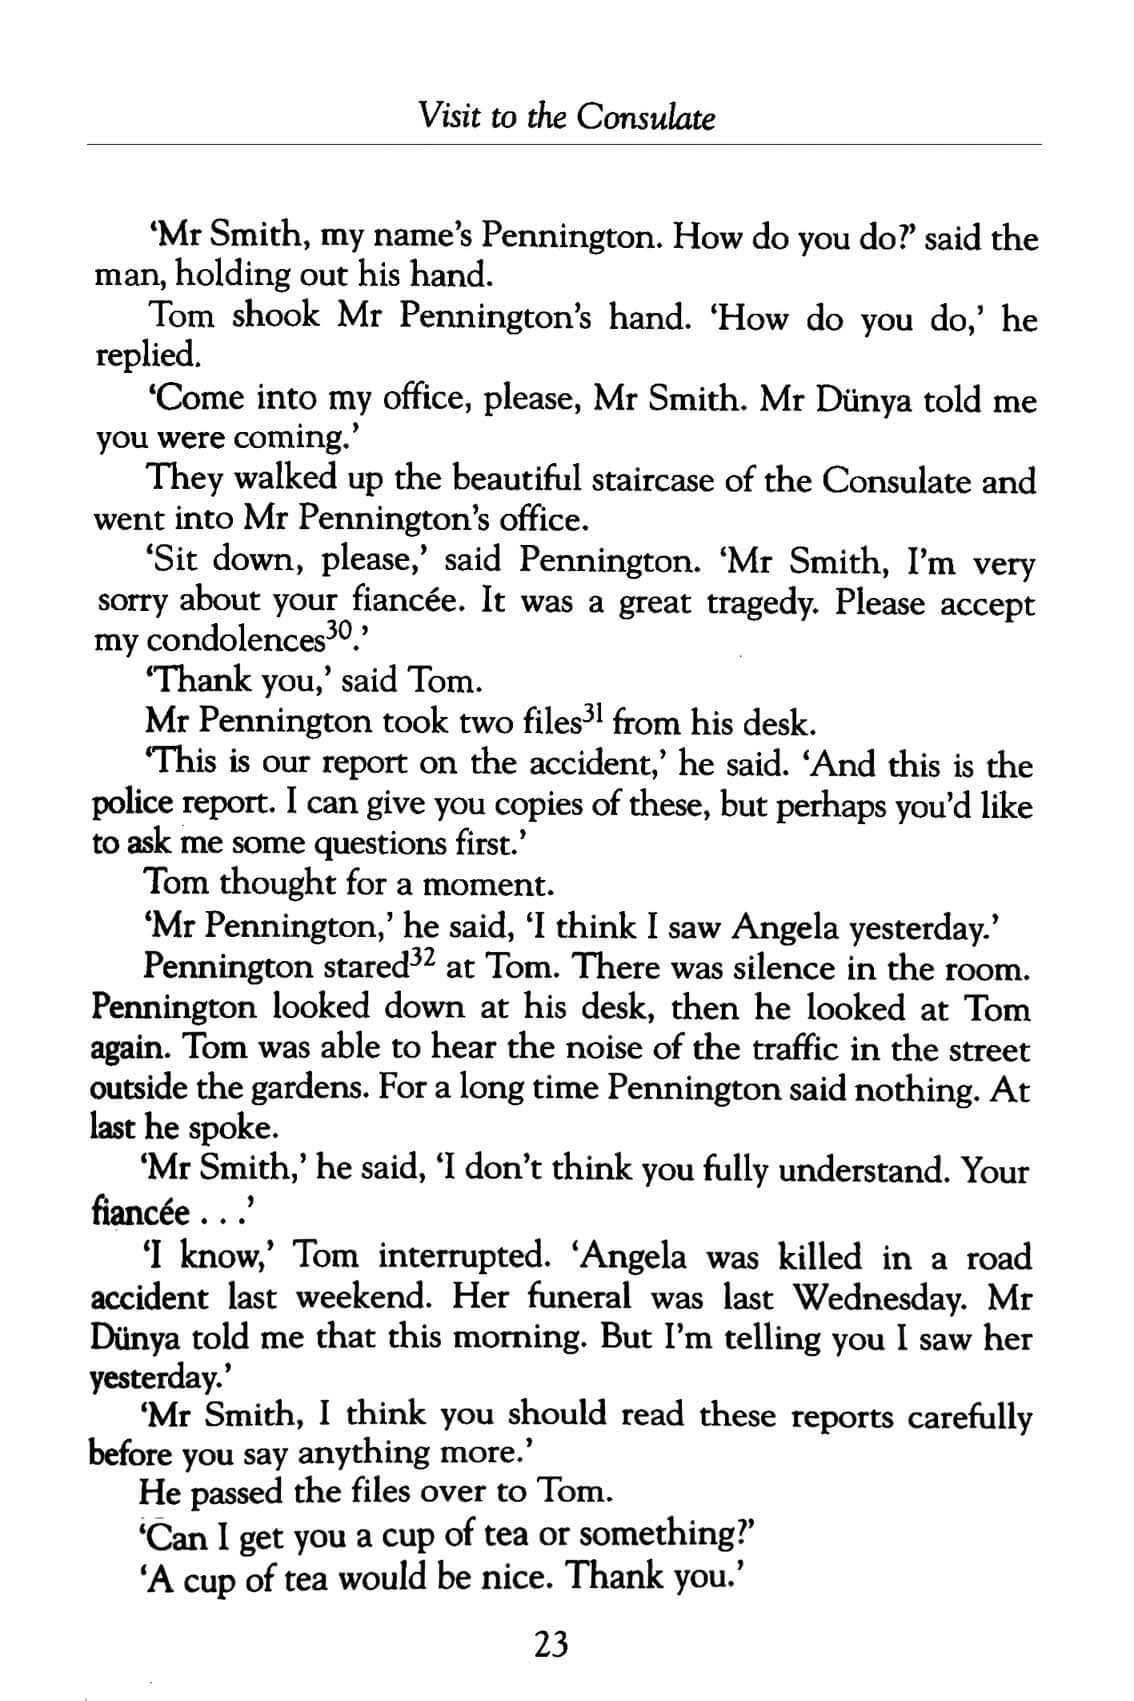 Visit to the Consulate
‘Mr Smith, my name’s Pennington. How do you do?’ said the
man, holding out his hand.
Tom shook Mr Pennington’s hand. ‘How do you do,’ he
replied.
‘Come into my office, please, Mr Smith. Mr Dünya told me
you were coming.’
They walked up the beautiful staircase of the Consulate and
went into Mr Pennington’s office.
‘Sit down, please,’ said Pennington. ‘Mr Smith, I’m very
sorry about your fiancée. It was a great tragedy. Please accept
my condolences³⁰.’
‘Thank you,’ said Tom.
Mr Pennington took two files³¹ from his desk.
‘This is our report on the accident,’ he said. ‘And this is the
police report. I can give you copies of these, but perhaps you’d like
to ask me some questions first.’
Tom thought for a moment.
‘Mr Pennington,’ he said, ‘I think I saw Angela yesterday.’
Pennington stared³² at Tom. There was silence in the room.
Pennington looked down at his desk, then he looked at Tom
again. Tom was able to hear the noise of the traffic in the street
outside the gardens. For a long time Pennington said nothing. At
last he spoke.
‘Mr Smith,’ he said, ‘I don’t think you fully understand. Your
fiancée . . .’
‘I know,’ Tom interrupted. ‘Angela was killed in a road
accident last weekend. Her funeral was last Wednesday. Mr
Dünya told me that this morning. But I’m telling you I saw her
yesterday.’
‘Mr Smith, I think you should read these reports carefully
before you say anything more.’
He passed the files over to Tom.
‘Can I get you a cup of tea or something?’
‘A cup of tea would be nice. Thank you.’
23